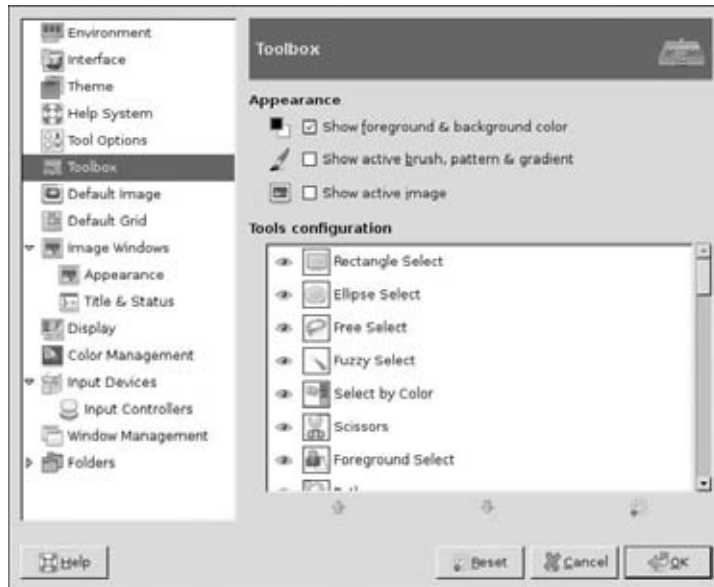 Environment
Interface
Theme
Help System
Tool Options
Toolbox
Default Image
Default Grid
Image Windows
Appearance
Title & Status
Display
Color Management
Input Devices
Input Controllers
Window Management
Folders
Toolbox
Appearance
Show foreground & background color
Show active brush, pattern & gradient
Show active image
Tools configuration
Rectangle Select
Ellipse Select
Free Select
Fuzzy Select
Select by Color
Scissors
Foreground Select
Help
Reset
Cancel
OK